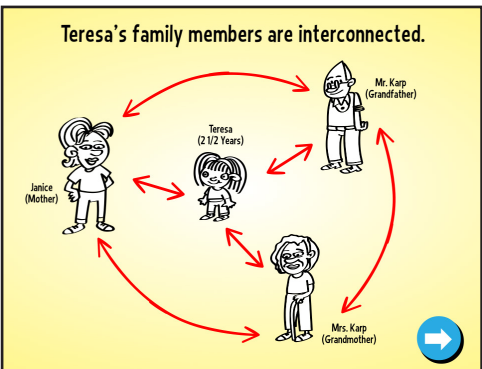 Teresa's family members are interconnected.
Mr. Karp
(Grandfather)
Teresa
(2 1/2 Years)
Janice
(Mother)
Mrs. Karp
(Grandmother)